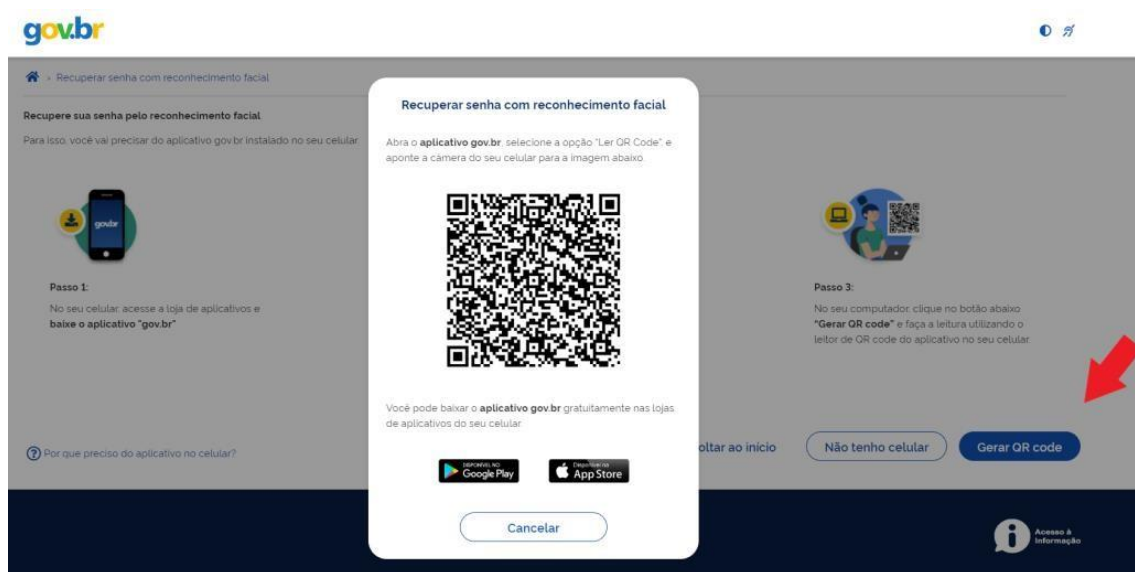 gov.br
Recuperar senha com reconhecimento facial
Recupere sua senha pelo reconhecimento facial
Para isso, você vai precisar do aplicativo gov.br instalado no seu celular.
gov.br
Passo 1:
No seu celular, acesse a loja de aplicativos e
baixe o aplicativo "gov.br"
Por que preciso do aplicativo no celular?
Recuperar senha com reconhecimento facial
Abra o aplicativo gov.br, selecione a opção "Ler QR Code", e
aponte a câmera do seu celular para a imagem abaixo.
Você pode baixar o aplicativo gov.br gratuitamente nas lojas
de aplicativos do seu celular.
DISPONÍVEL NO
Google Play
Disponível na
App Store
Cancelar
Passo 3:
No seu computador, clique no botão abaixo
"Gerar QR code" e faça a leitura utilizando o
leitor de QR code do aplicativo no seu celular.
oltar ao início
Não tenho celular
Gerar QR code
Acesso à
Informação